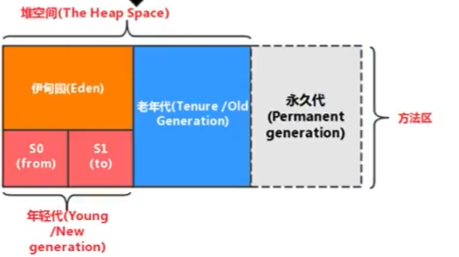 堆空间(The Heap Space)
伊甸园(Eden)
S0
(from)
S1
(to)
老年代(Tenure /Old
Generation)
永久代
(Permanent
generation)
方法区
年轻代(Young
/New
generation)